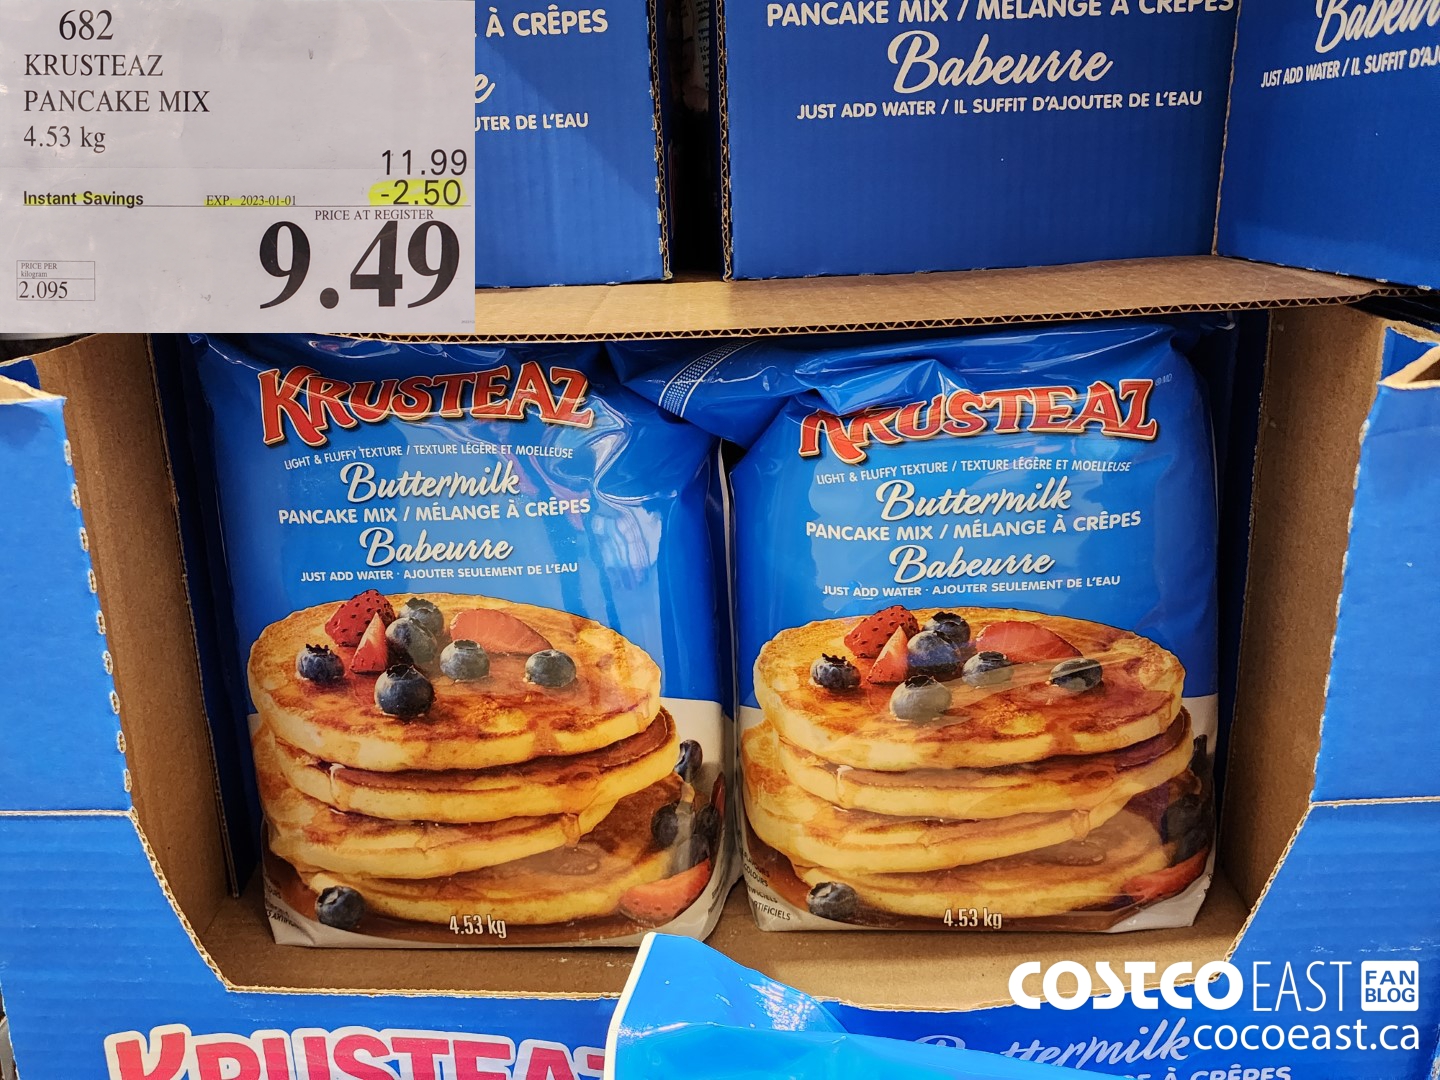 682
KRUSTEAZ
PANCAKE MIX
4.53 kg
11.99
Instant Savings EXP. 2023-01-01 -2.50
PRICE AT REGISTER
9.49
PRICE PER
kilogram
2.095
À CRÊPES
e
UTER DE L'EAU
PANCAKE MIX / MÉLANGE À CRÊPES
Babeurre
JUST ADD WATER / IL SUFFIT D'AJOUTER DE L'EAU
Babeur
JUST ADD WATER / IL SUFFIT D'AJ
KRUSTEAZ
LIGHT & FLUFFY TEXTURE / TEXTURE LÉGÈRE ET MOELLEUSE
Buttermilk
PANCAKE MIX / MÉLANGE À CRÊPES
Babeurre
JUST ADD WATER · AJOUTER SEULEMENT DE L'EAU
4.53 kg
KRUSTEAZ
LIGHT & FLUFFY TEXTURE / TEXTURE LÉGÈRE ET MOELLEUSE
Buttermilk
PANCAKE MIX / MÉLANGE À CRÊPES
Babeurre
JUST ADD WATER · AJOUTER SEULEMENT DE L'EAU
4.53 kg
KRUSTEAZ
Buttermilk
À CRÊPES
COSTCO EAST FAN BLOG
cocoeast.ca